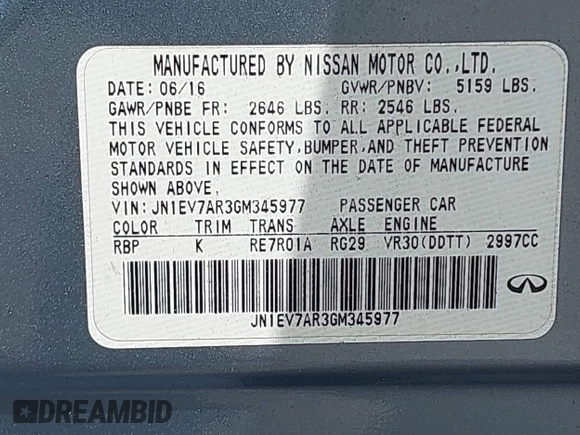 MANUFACTURED BY NISSAN MOTOR CO.,LTD.
DATE: 06/16 GVWR/PNBV: 5159 LBS.
GAWR/PNBE FR: 2646 LBS. RR: 2546 LBS.
THIS VEHICLE CONFORMS TO ALL APPLICABLE FEDERAL
MOTOR VEHICLE SAFETY,BUMPER,AND THEFT PREVENTION
STANDARDS IN EFFECT ON THE DATE OF MANUFACTURE
SHOWN ABOVE.
VIN: JN1EV7AR3GM345977 PASSENGER CAR
COLOR TRIM TRANS AXLE ENGINE
RBP K RE7R01A RG29 VR30(DDTT) 2997CC
JN1EV7AR3GM345977
DREAMBID